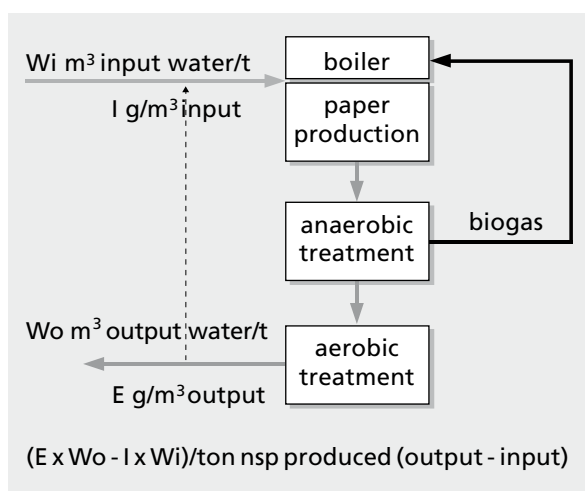 Wi m³ input water/t
boiler
I g/m³ input
paper
production
anaerobic
treatment
biogas
Wo m³ output water/t
aerobic
treatment
E g/m³ output
(E x Wo - I x Wi)/ton nsp produced (output - input)